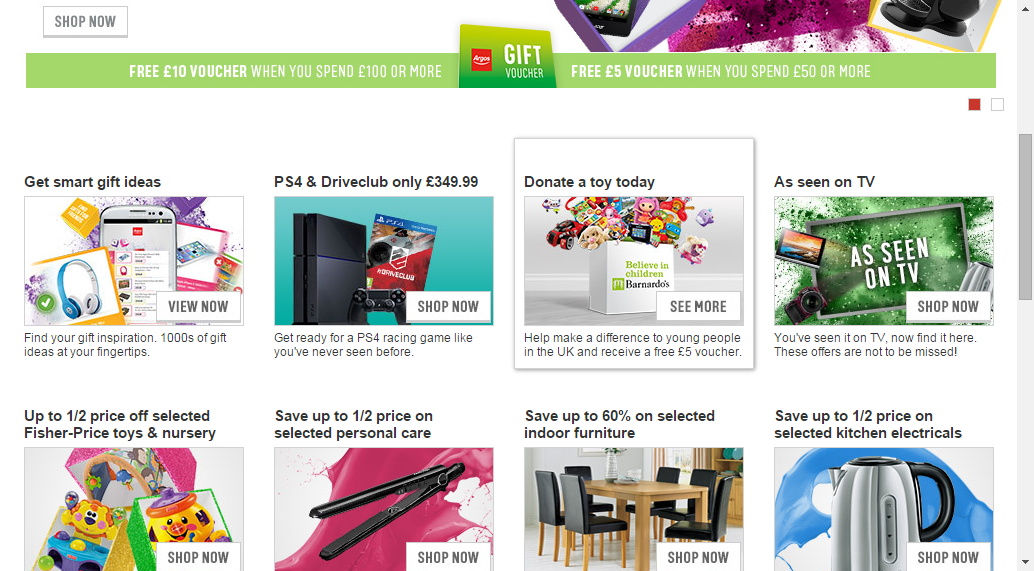 SHOP NOW
FREE £10 VOUCHER WHEN YOU SPEND £100 OR MORE
Argos
GIFT
VOUCHER
FREE £5 VOUCHER WHEN YOU SPEND £50 OR MORE
Get smart gift ideas
VIEW NOW
Find your gift inspiration. 1000s of gift
ideas at your fingertips.
PS4 & Driveclub only £349.99
PS4
#DRIVECLUB
SHOP NOW
Get ready for a PS4 racing game like
you've never seen before.
Donate a toy today
Believe in
children
Barnardo's
SEE MORE
Help make a difference to young people
in the UK and receive a free £5 voucher.
As seen on TV
AS SEEN
ON TV
SHOP NOW
You've seen it on TV, now find it here.
These offers are not to be missed!
Up to 1/2 price off selected
Fisher-Price toys & nursery
SHOP NOW
Save up to 1/2 price on
selected personal care
SHOP NOW
Save up to 60% on selected
indoor furniture
SHOP NOW
Save up to 1/2 price on
selected kitchen electricals
SHOP NOW